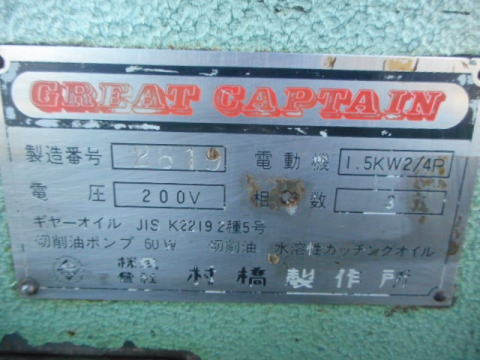 GREAT CAPTAIN
製造番号 2619 電動機 1.5KW2/4P
電圧 200V 相数 3
ギヤーオイル JIS K2219 2種5号
切削油ポンプ 60W 切削油 水溶性カッチングオイル
株式会社 村橋製作所